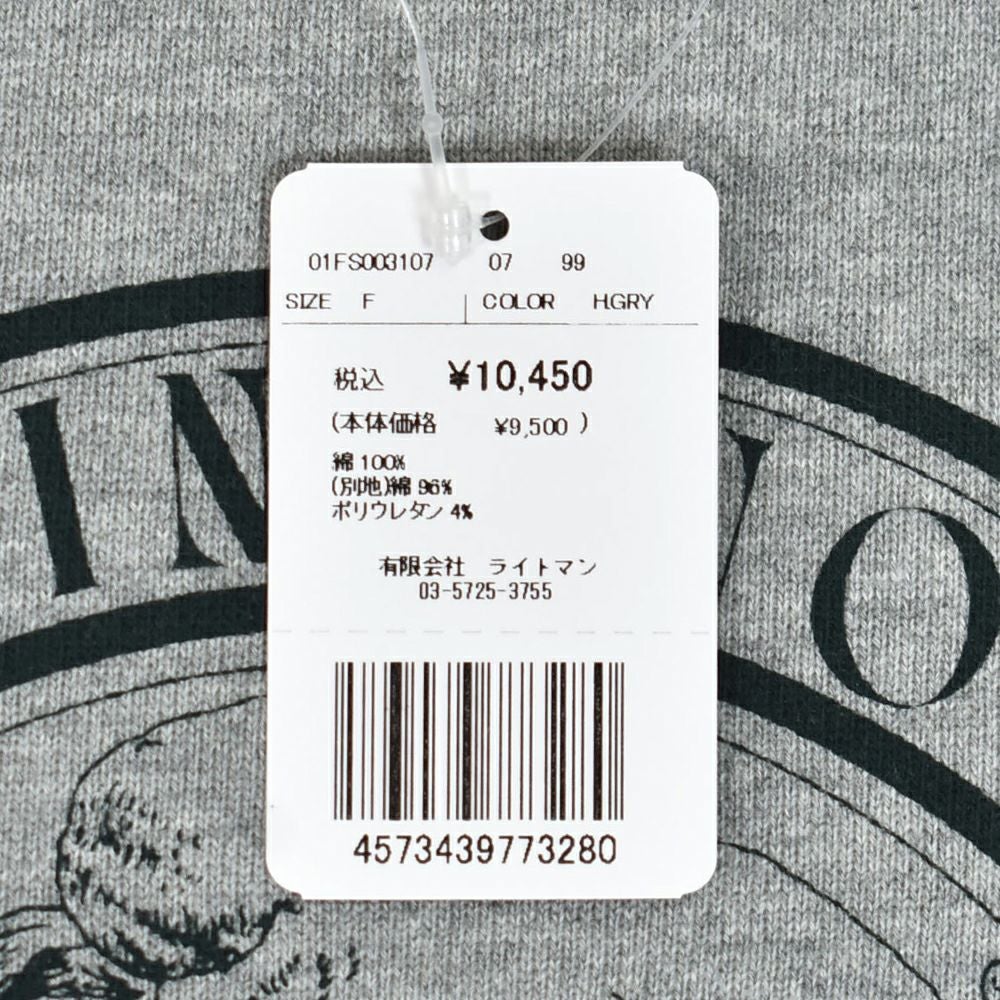 01FS003107 07 99
SIZE F COLOR H.GRY
税込 ¥10,450
(本体価格 ¥9,500 )
綿 100%
(別地)綿 96%
ポリウレタン 4%
有限会社 ライトマン
03-5725-3755
4573439773280